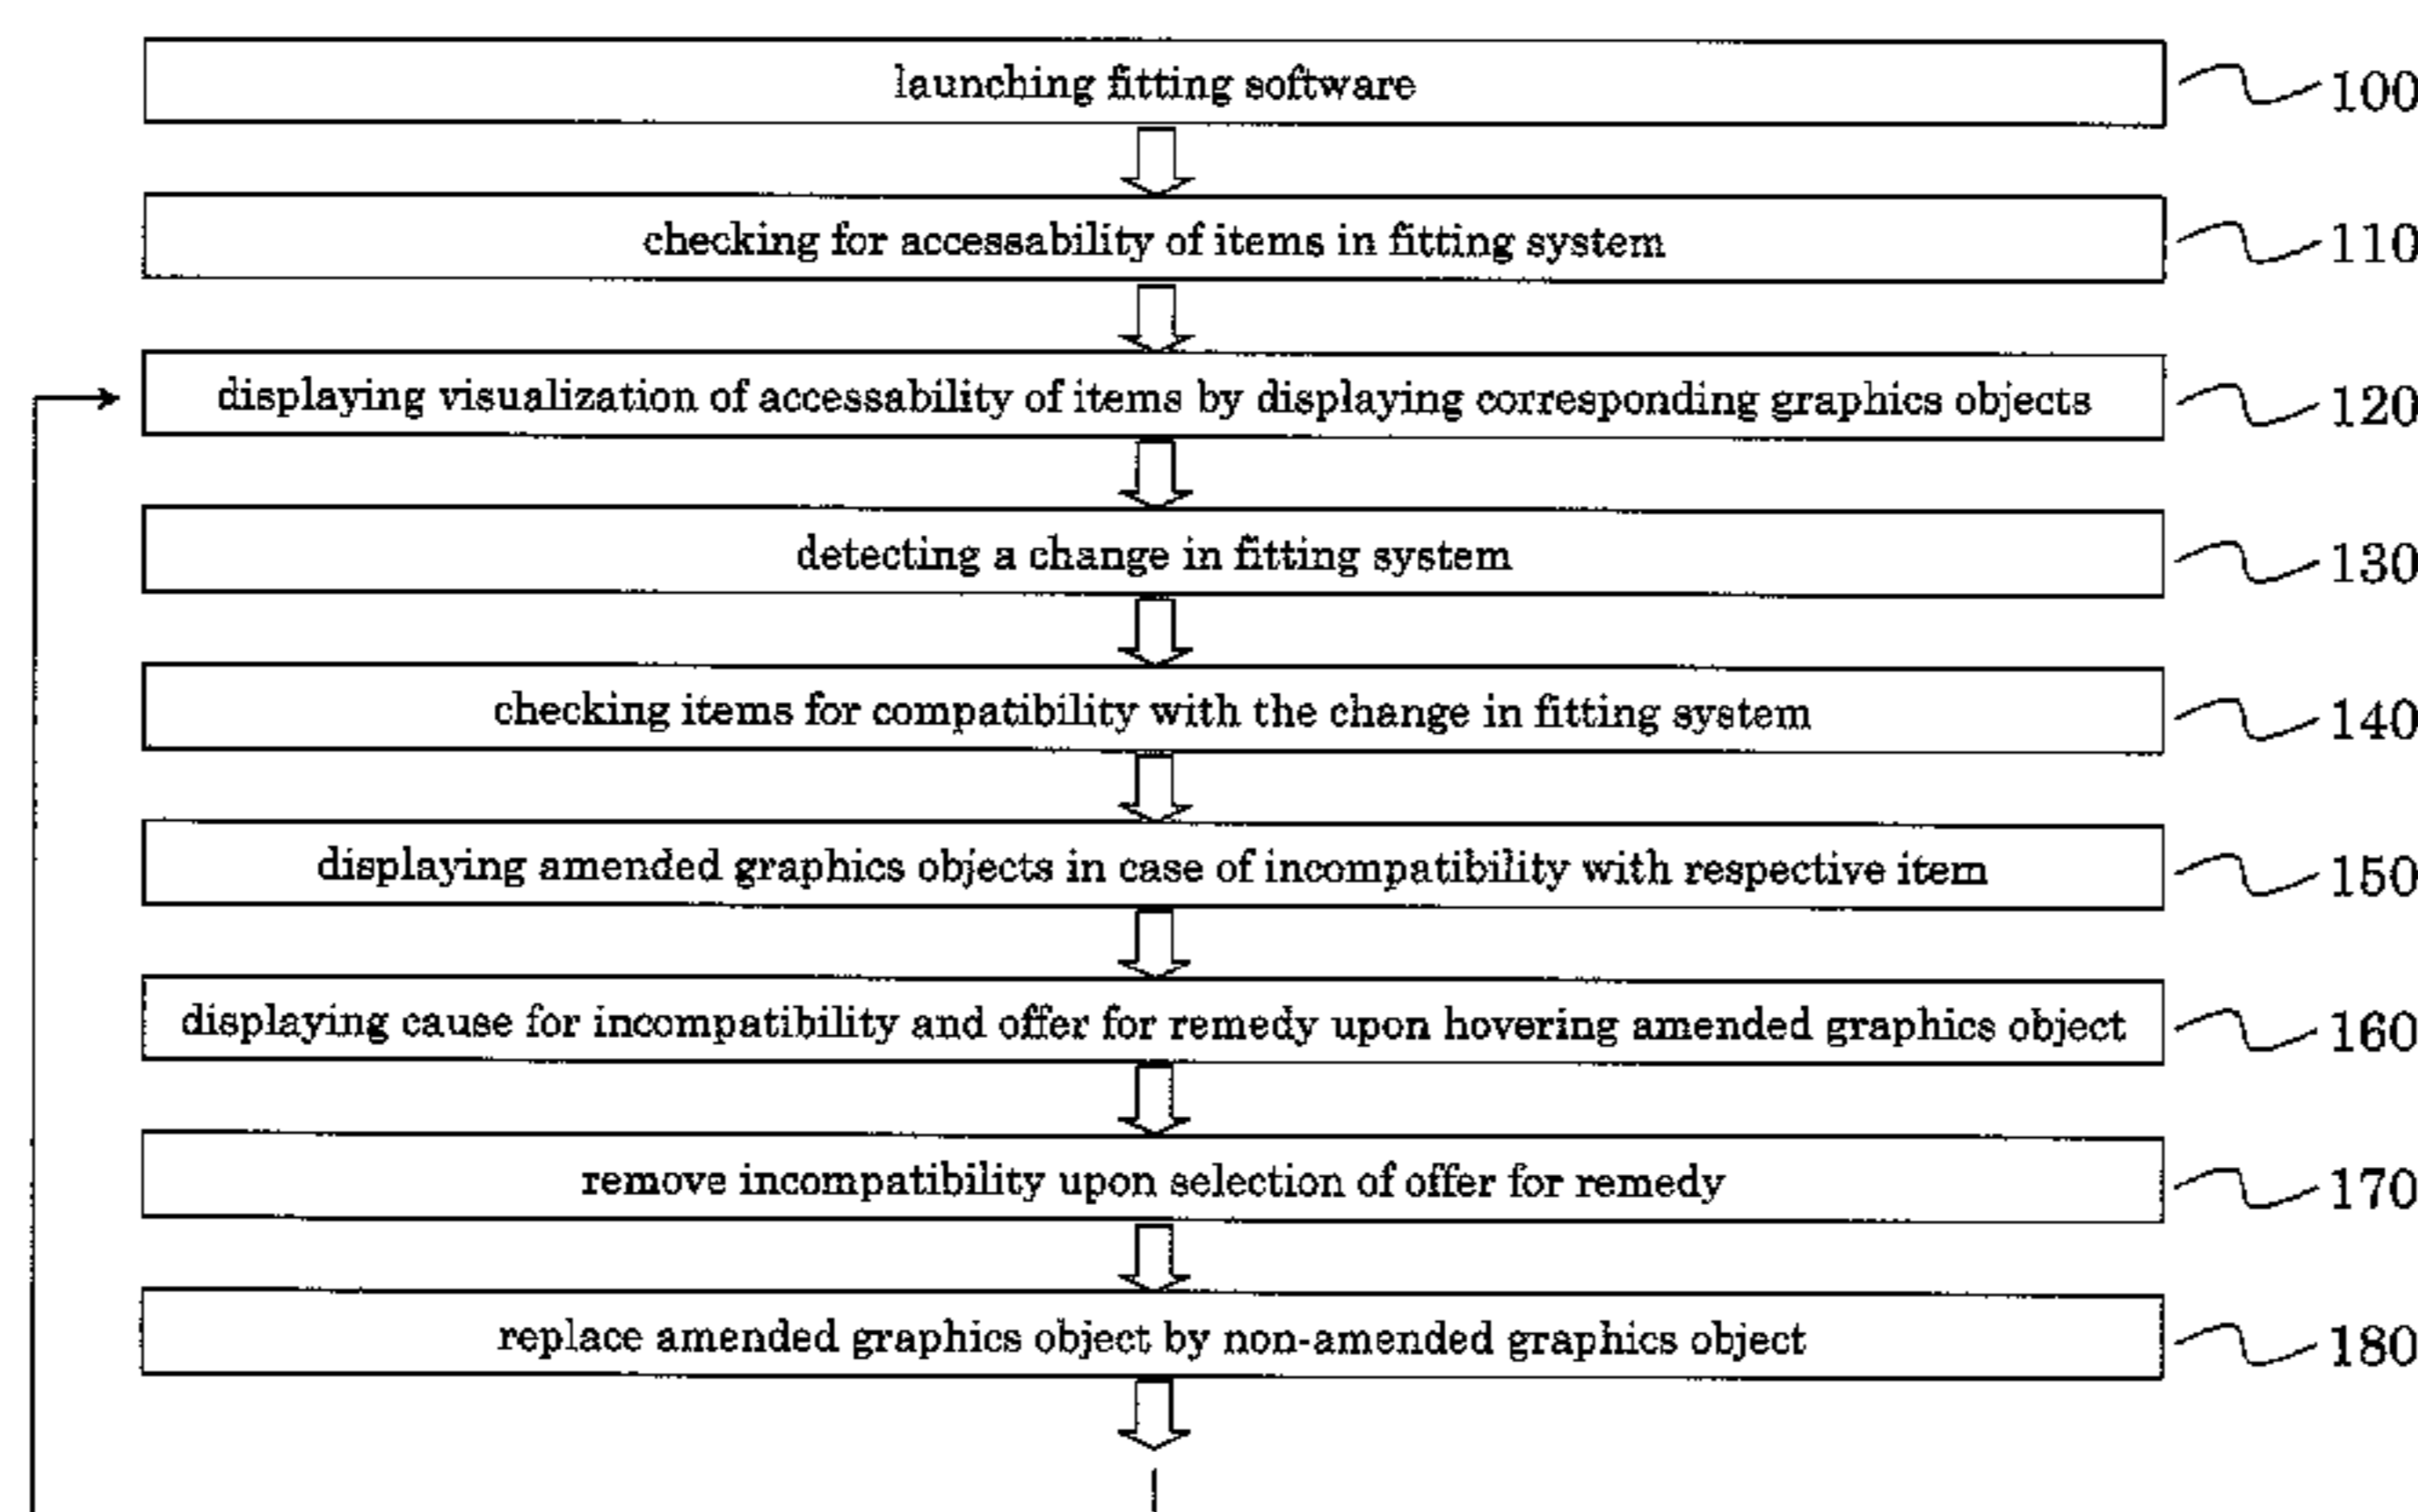 launching fitting software 100
checking for accessability of items in fitting system 110
displaying visualization of accessability of items by displaying corresponding graphics objects 120
detecting a change in fitting system 130
checking items for compatibility with the change in fitting system 140
displaying amended graphics objects in case of incompatibility with respective item 150
displaying cause for incompatibility and offer for remedy upon hovering amended graphics object 160
remove incompatibility upon selection of offer for remedy 170
replace amended graphics object by non-amended graphics object 180